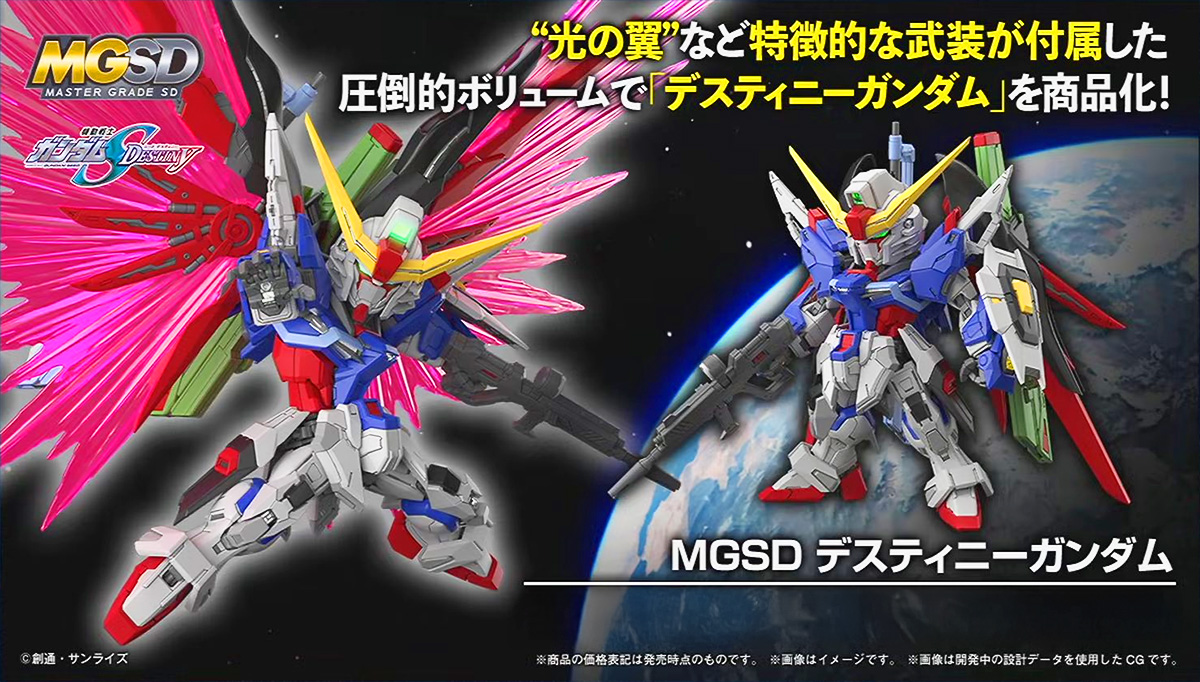 MGSD
MASTER GRADE SD
機動戦士
ガンダムSEED DESTINY
“光の翼”など特徴的な武装が付属した
圧倒的ボリュームで「デスティニーガンダム」を商品化!
MGSD デスティニーガンダム
©創通・サンライズ
※商品の価格表記は発売時点のものです。 ※画像はイメージです。 ※画像は開発中の設計データを使用したCGです。